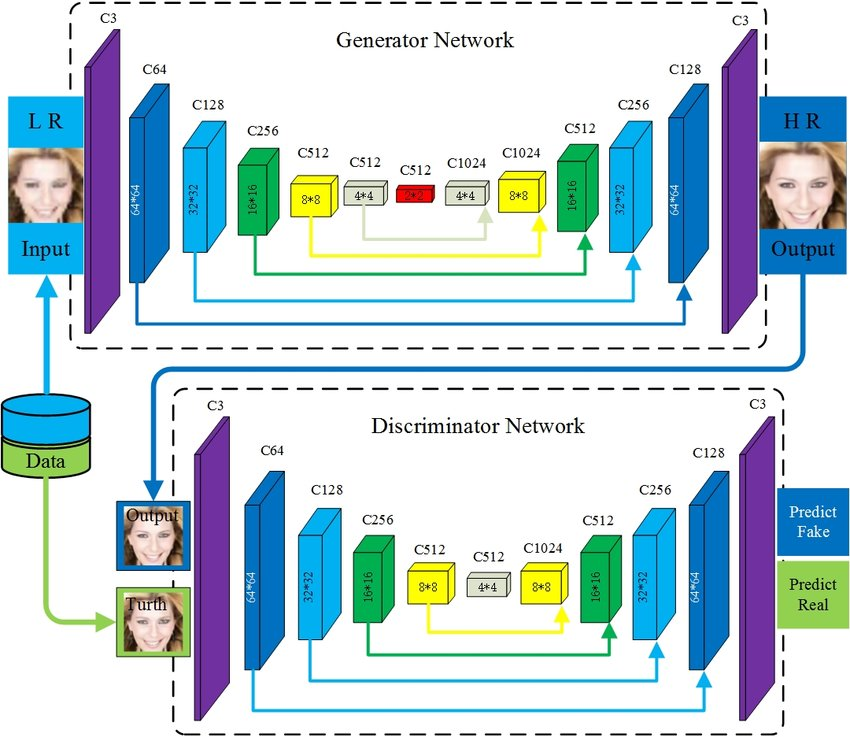 Generator Network
C3
C64
C128
C256
C512
C512
C512
C1024
C1024
C512
C256
C128
C3
L R
Input
64*64
32*32
16*16
8*8
4*4
2*2
4*4
8*8
16*16
32*32
64*64
H R
Output
Data
Discriminator Network
C3
C64
C128
C256
C512
C512
C1024
C512
C256
C128
C3
Output
Turth
64*64
32*32
16*16
8*8
4*4
8*8
16*16
32*32
64*64
Predict
Fake
Predict
Real